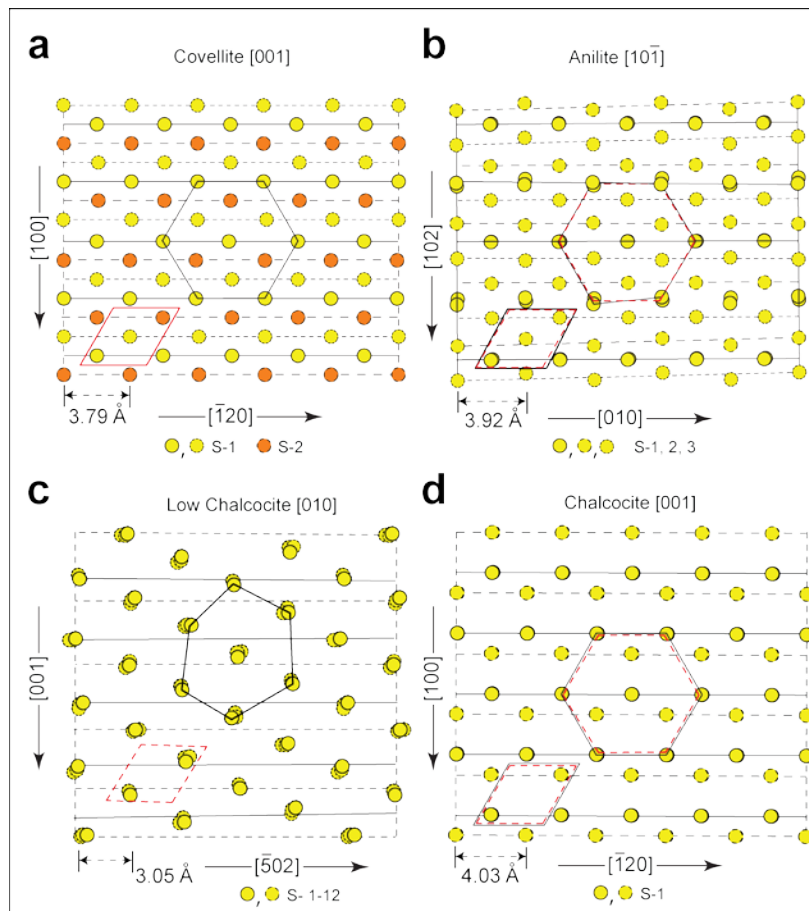 a
Covellite [001]
[100]
3.79 Å
[1̄20]
, S-1 S-2
b
Anilite [101̄]
[102]
3.92 Å
[010]
, , S-1, 2, 3
c
Low Chalcocite [010]
[001]
3.05 Å
[5̄02]
, S- 1-12
d
Chalcocite [001]
[100]
4.03 Å
[1̄20]
, S-1